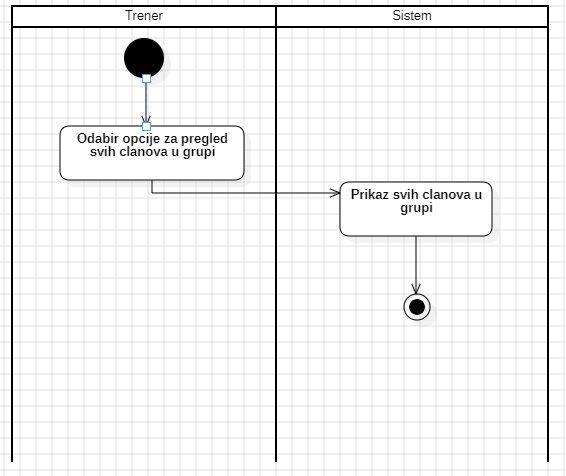 Trener
Sistem
Odabir opcije za pregled
svih clanova u grupi
Prikaz svih clanova u
grupi